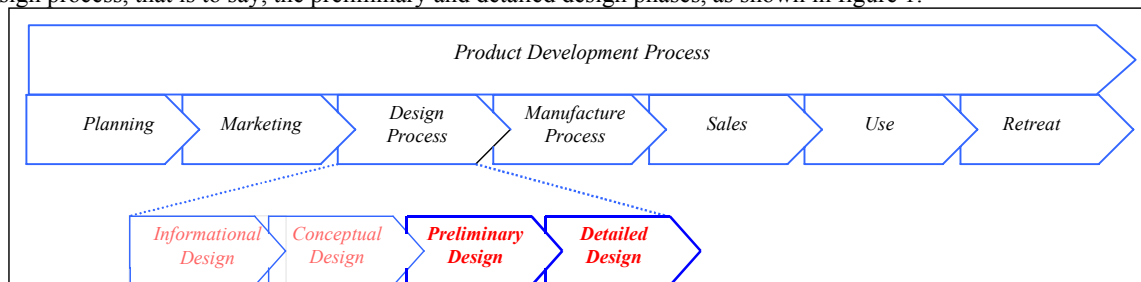 sign process, that is to say, the preliminary and detailed design phases, as shown in figure 1.
Product Development Process
Planning
Marketing
Design
Process
Manufacture
Process
Sales
Use
Retreat
Informational
Design
Conceptual
Design
Preliminary
Design
Detailed
Design